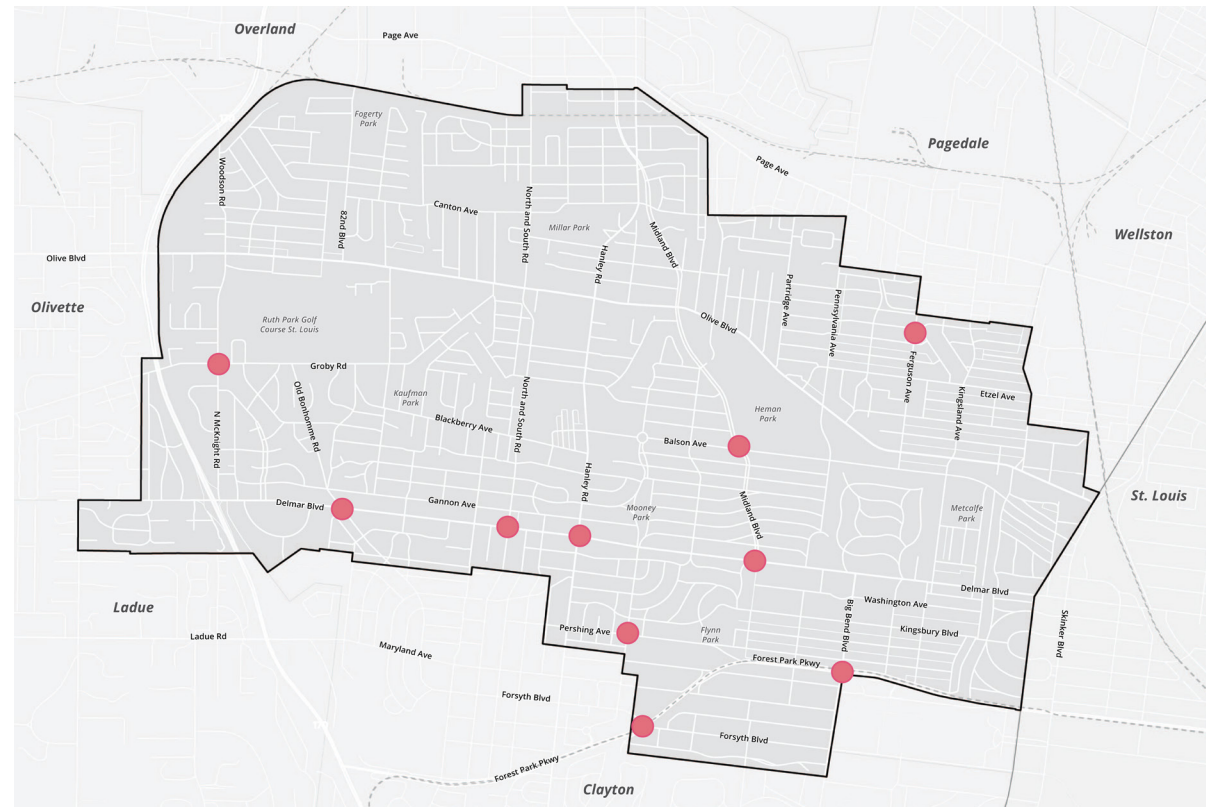 Overland
Page Ave
Fogerty
Park
Pagedale
Page Ave
Woodson Rd
Canton Ave
North and South Rd
82nd Blvd
Millar Park
Midland Blvd
Wellston
Hanley Rd
Olive Blvd
Partridge Ave
Pennsylvania Ave
Olivette
Ruth Park Golf
Course St. Louis
Olive Blvd
Groby Rd
Ferguson Ave
Old Bonhomme Rd
Kaufman
Park
North and South Rd
Etzel Ave
Kingsland Ave
Heman
Park
N McKnight Rd
Blackberry Ave
Balson Ave
Hanley Rd
St. Louis
Delmar Blvd
Gannon Ave
Mooney
Park
Midland Blvd
Metcalfe
Park
Delmar Blvd
Ladue
Washington Ave
Big Bend Blvd
Skinker Blvd
Ladue Rd
Pershing Ave
Flynn
Park
Kingsbury Blvd
Maryland Ave
Forest Park Pkwy
Forsyth Blvd
Forsyth Blvd
Forest Park Pkwy
Clayton